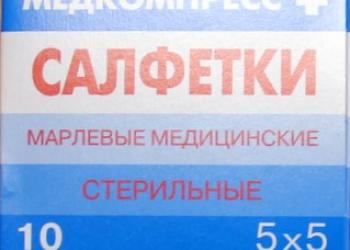 МЕДКОМПРЕСС
САЛФЕТКИ
МАРЛЕВЫЕ МЕДИЦИНСКИЕ
СТЕРИЛЬНЫЕ
10 5×5